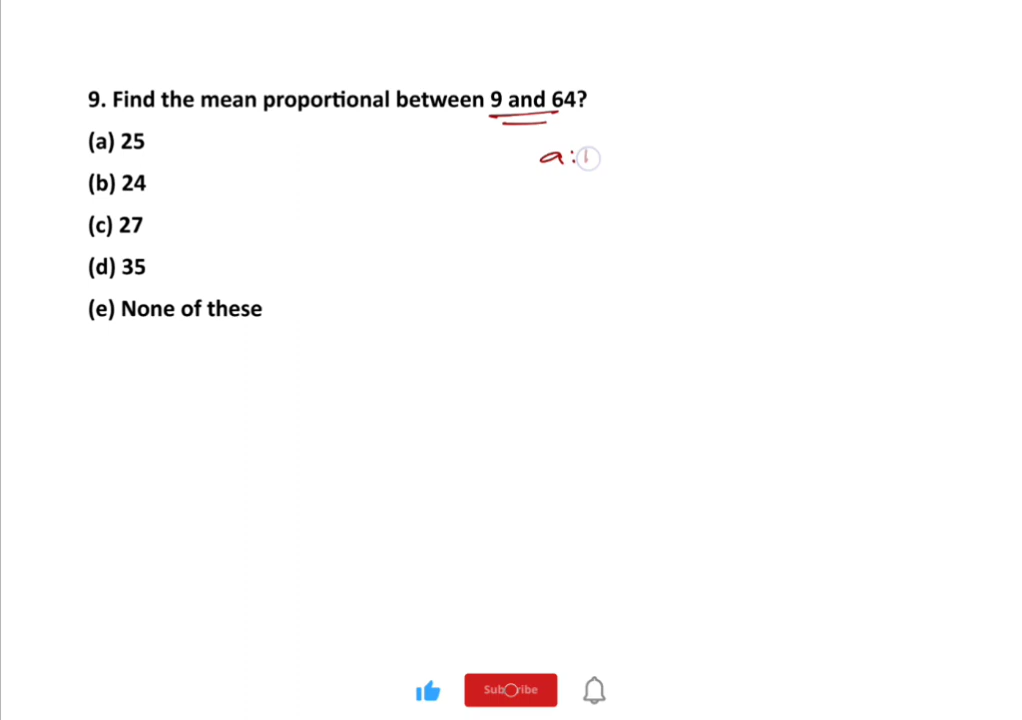 9. Find the mean proportional between 9 and 64?
(a) 25
a:
(b) 24
(c) 27
(d) 35
(e) None of these